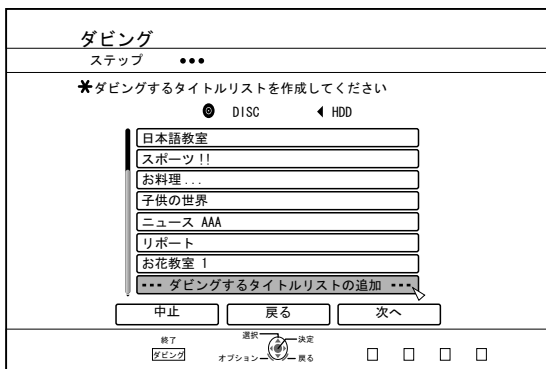 ダビング
ステップ ●●●
✱ダビングするタイトルリストを作成してください
DISC ◀ HDD
日本語教室
スポーツ !!
お料理...
子供の世界
ニュース AAA
リポート
お花教室 1
--- ダビングするタイトルリストの追加 ---
中止 戻る 次へ
終了 選択 決定
ダビング オプション 戻る